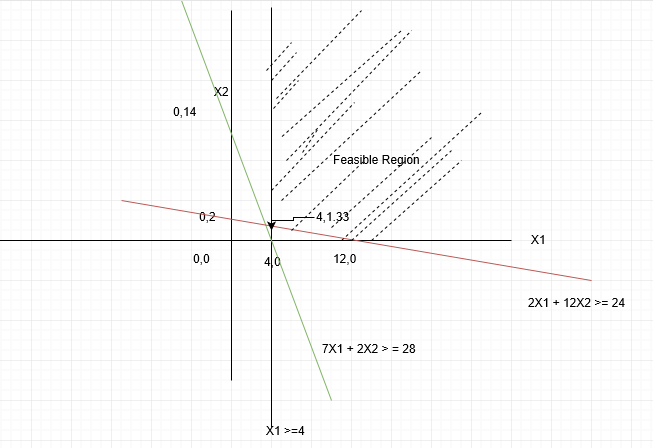 X2
0,14
Feasible Region
0,2
4,1.33
X1
0,0
4,0
12,0
2X1 + 12X2 >= 24
7X1 + 2X2 > = 28
X1 >=4